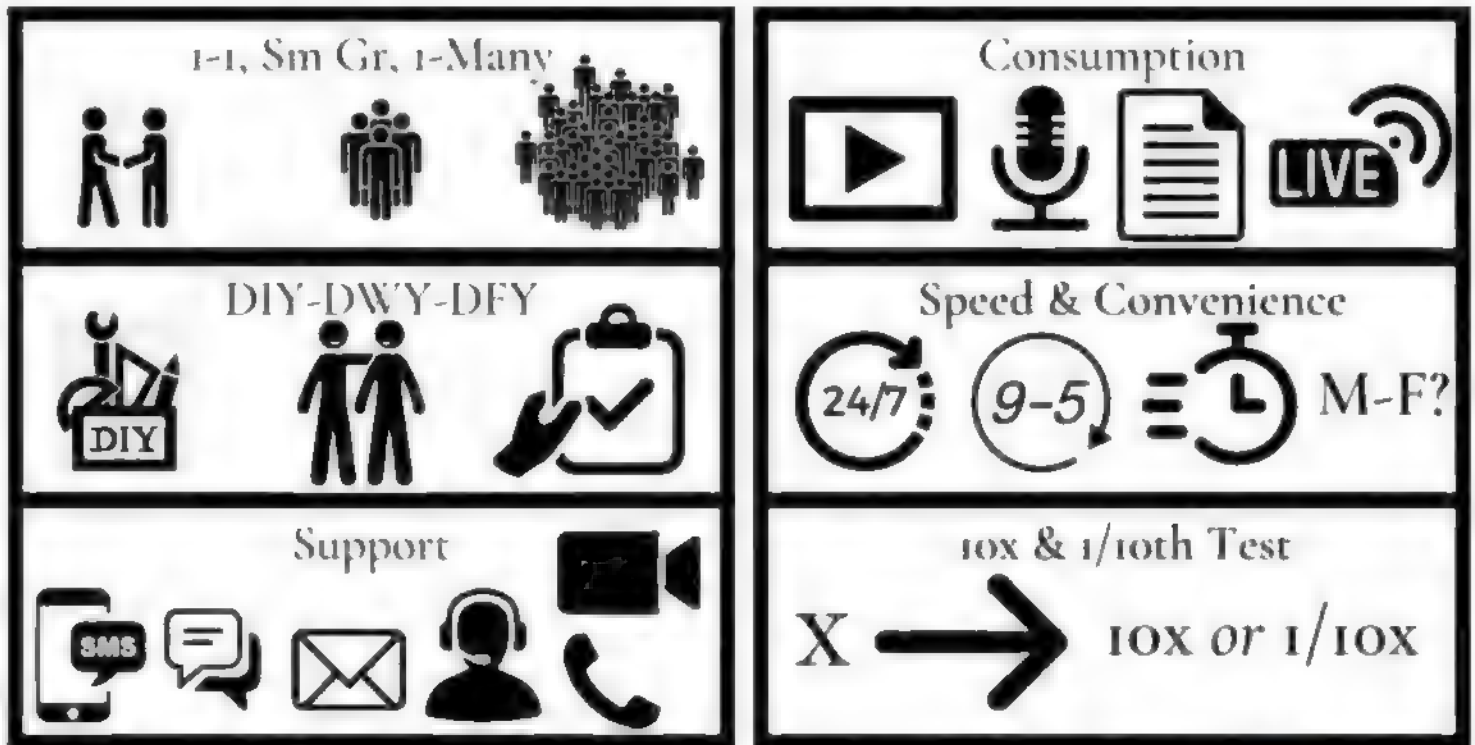 1-1, Sm Gr, 1-Many
DIY-DWY-DFY
DIY
Support
SMS
Consumption
LIVE
Speed & Convenience
24/7
9-5
M-F?
10x & 1/10th Test
X
10x or 1/10x